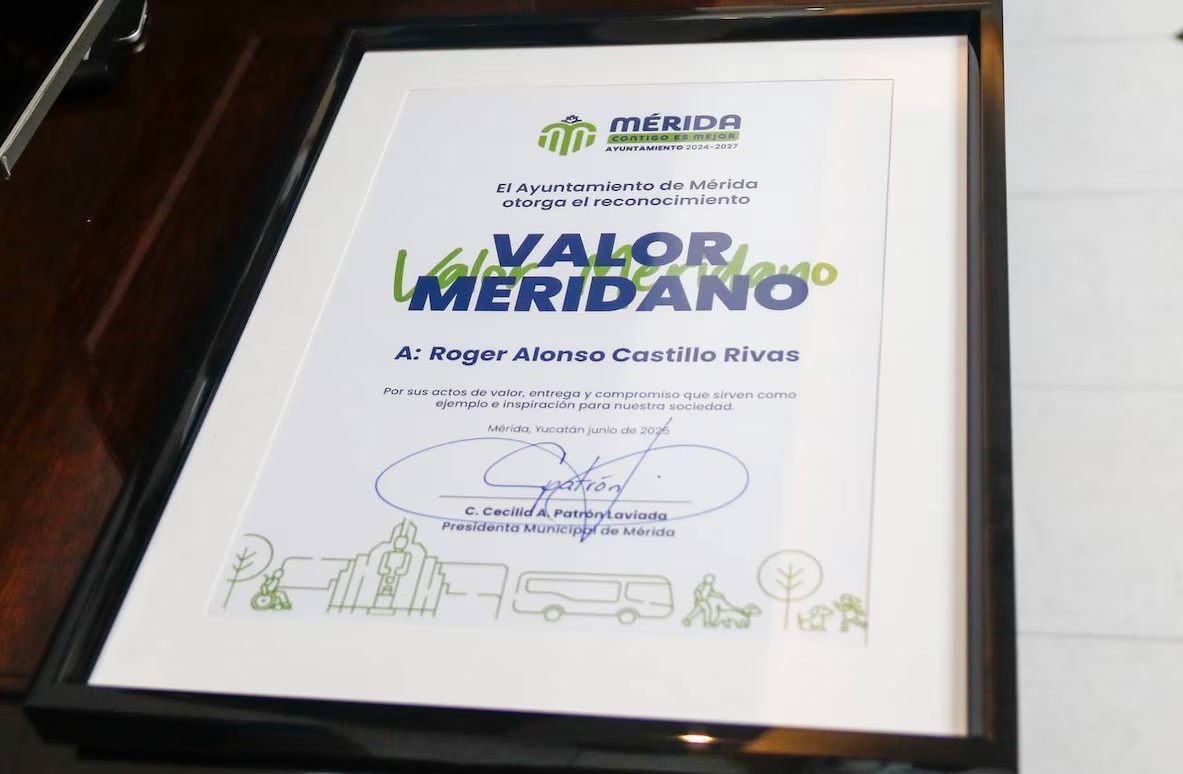 MÉRIDA
CONTIGO ES MEJOR
AYUNTAMIENTO 2024-2027
El Ayuntamiento de Mérida
otorga el reconocimiento
Valor Meridano
VALOR
MERIDANO
A: Roger Alonso Castillo Rivas
Por sus actos de valor, entrega y compromiso que sirven como
ejemplo e inspiración para nuestra sociedad.
Mérida, Yucatán junio de 2025
Cpatrón
C. Cecilia A. Patrón Laviada
Presidenta Municipal de Mérida